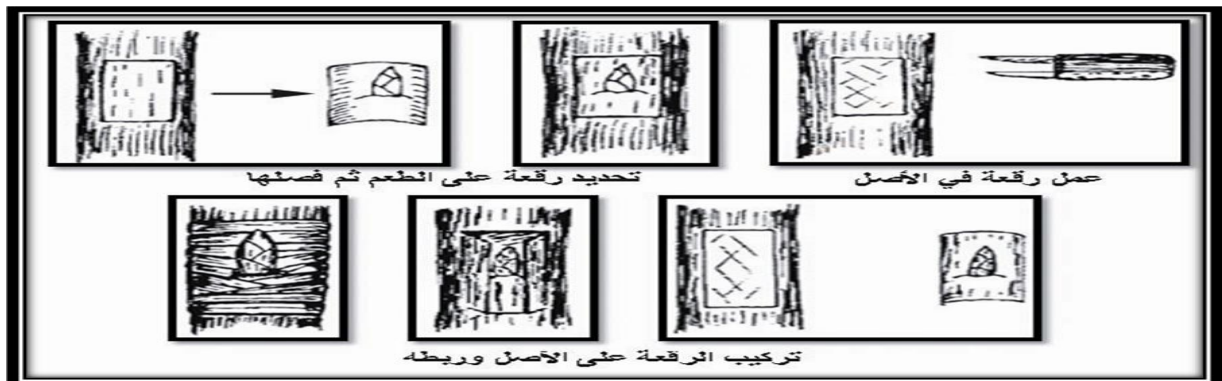 عمل رقعة في الأصل
تحديد رقعة على الطعم ثم فصلها
تركيب الرقعة على الأصل وربطه